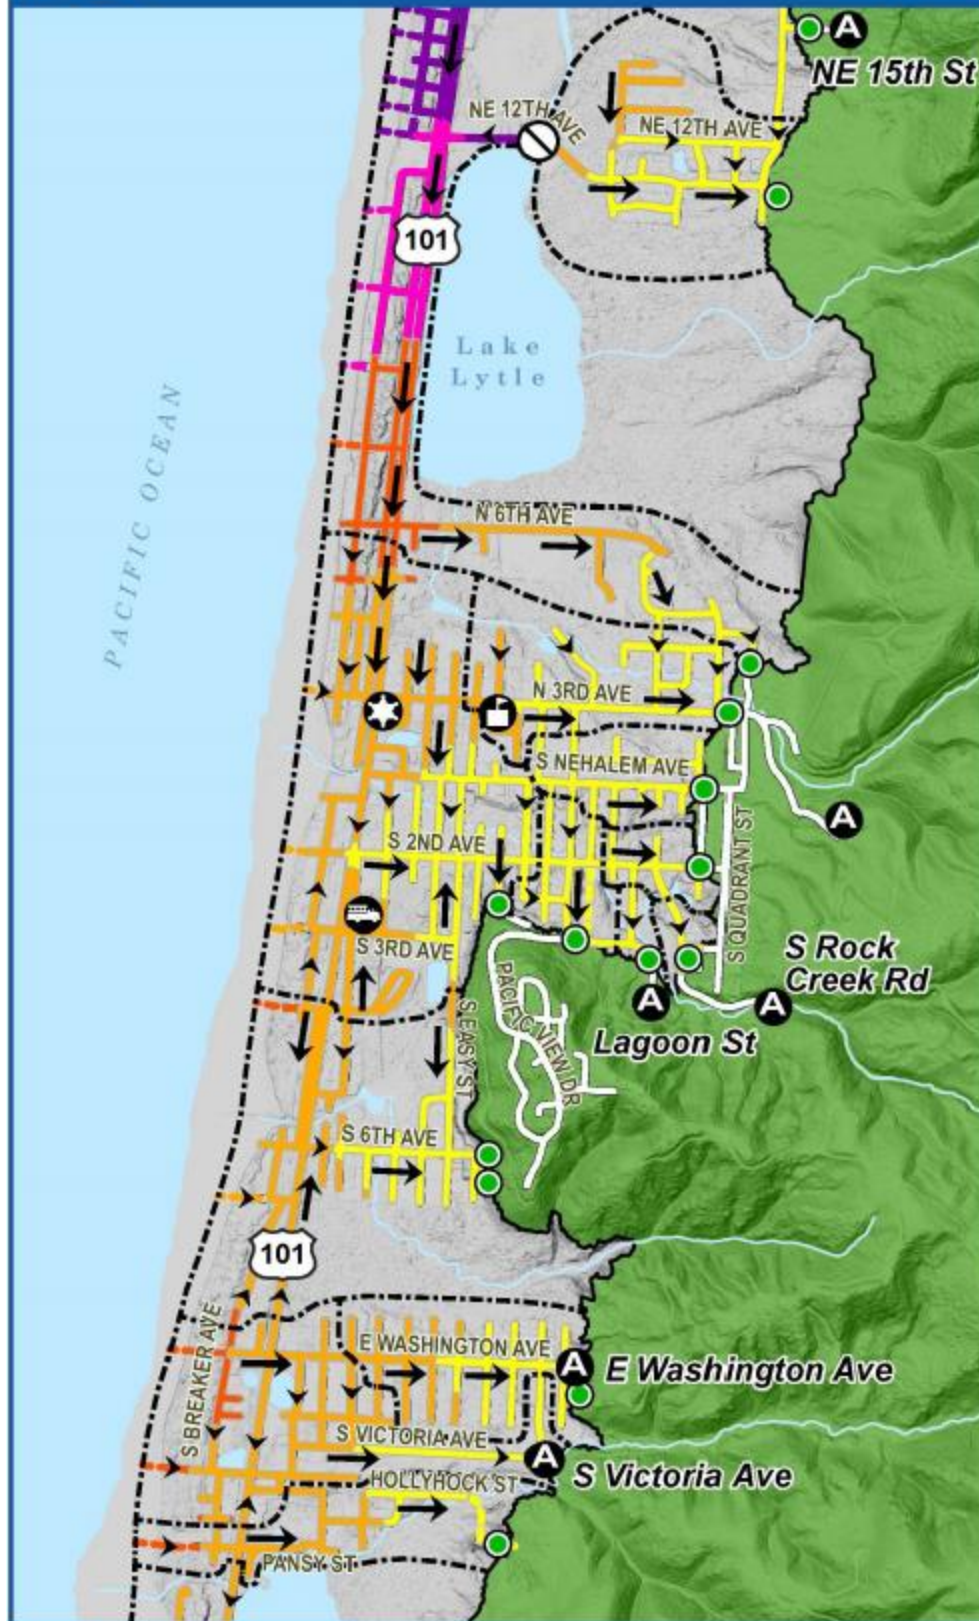 A
NE 15th St
NE 12TH AVE
NE 12TH AVE
101
Lake
Lytle
PACIFIC OCEAN
N 6TH AVE
N 3RD AVE
S NEHALEM AVE
A
S 2ND AVE
S QUADRANT ST
S 3RD AVE
S Rock
Creek Rd
A
A
PACIFIC VIEW DR
Lagoon St
S EASY ST
S 6TH AVE
101
S BREAKER AVE
E WASHINGTON AVE
A
E Washington Ave
S VICTORIA AVE
A
S Victoria Ave
HOLLYHOCK ST
PANSY ST